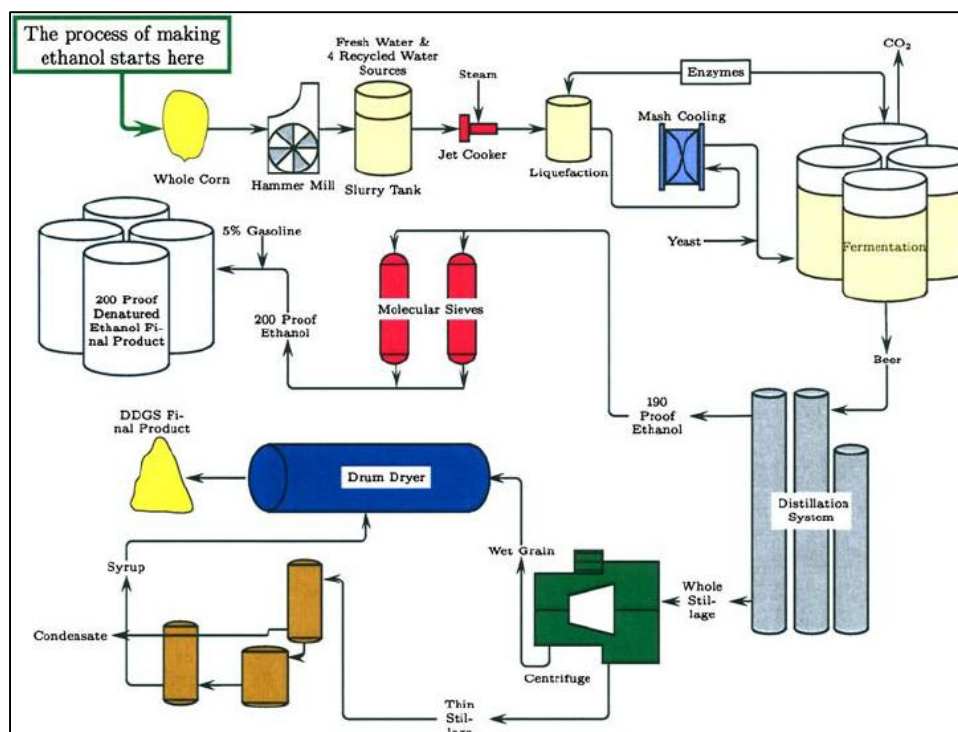 The process of making
ethanol starts here
Fresh Water &
4 Recycled Water
Sources
Steam
Enzymes
CO₂
Mash Cooling
Whole Corn
Hammer Mill
Slurry Tank
Jet Cooker
Liquefaction
Yeast
Fermentation
5% Gasoline
200 Proof
Denatured
Ethanol Fi-
nal Product
200 Proof
Ethanol
Molecular Sieves
Beer
190
Proof
Ethanol
DDGS Fi-
nal Product
Drum Dryer
Distillation
System
Syrup
Wet Grain
Whole
Stil-
lage
Condensate
Centrifuge
Thin
Stil-
lage